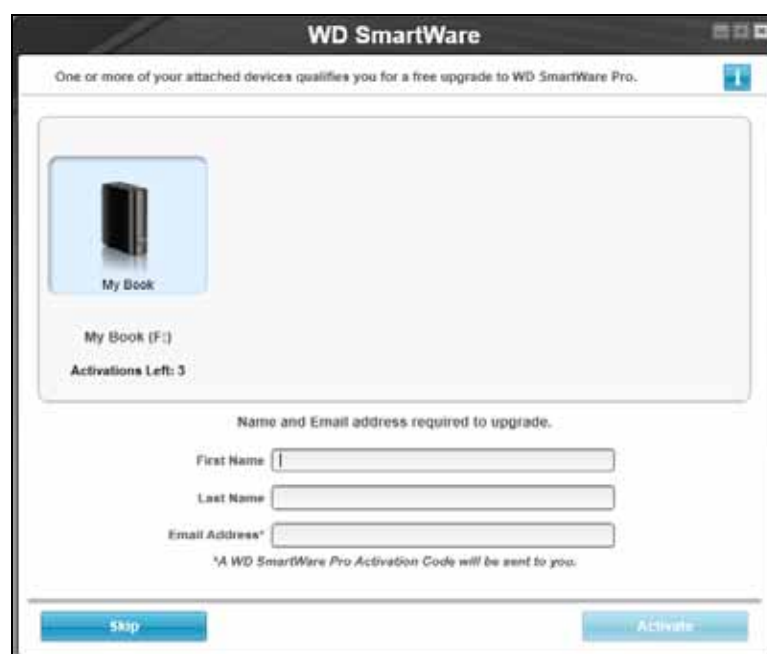 WD SmartWare
One or more of your attached devices qualifies you for a free upgrade to WD SmartWare Pro.
i
My Book
My Book (F:)
Activations Left: 3
Name and Email address required to upgrade.
First Name
Last Name
Email Address*
*A WD SmartWare Pro Activation Code will be sent to you.
Skip
Activate